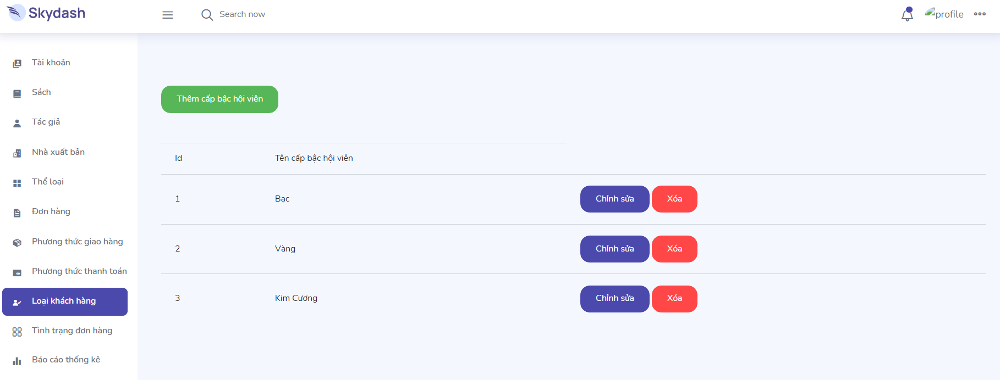 Skydash
Search now
profile
Tài khoản
Sách
Tác giả
Nhà xuất bản
Thể loại
Đơn hàng
Phương thức giao hàng
Phương thức thanh toán
Loại khách hàng
Tình trạng đơn hàng
Báo cáo thống kê
Thêm cấp bậc hội viên
Id Tên cấp bậc hội viên
1 Bạc Chỉnh sửa Xóa
2 Vàng Chỉnh sửa Xóa
3 Kim Cương Chỉnh sửa Xóa